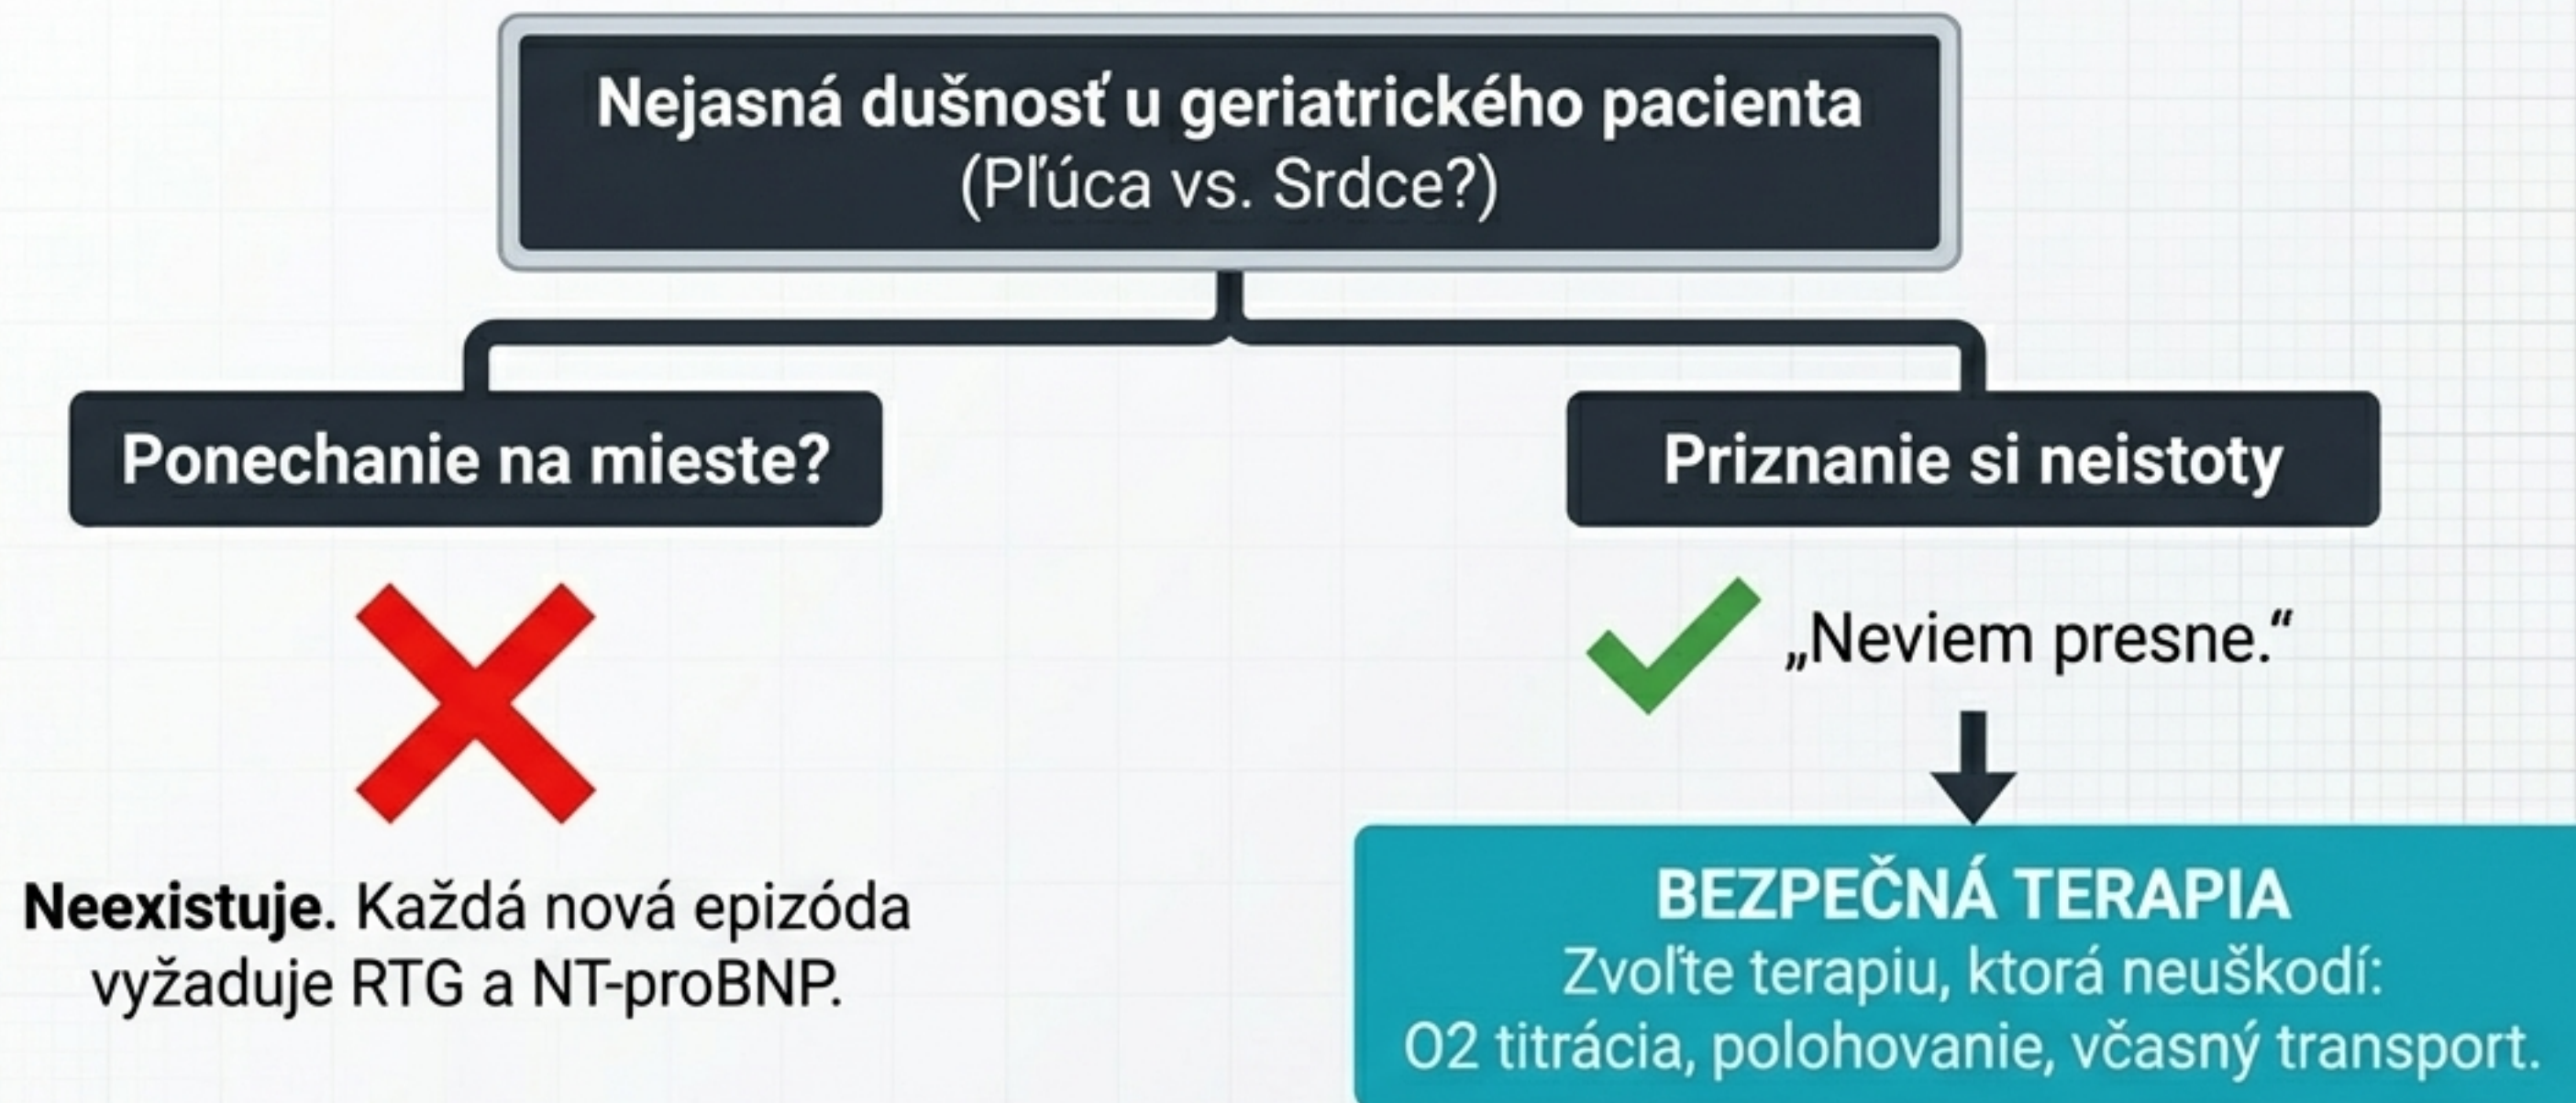 Nejasná dušnosť u geriatrického pacienta
(Pľúca vs. Srdce?)
Ponechanie na mieste?
Neexistuje. Každá nová epizóda
vyžaduje RTG a NT-proBNP.
Priznanie si neistoty
„Neviem presne.“
BEZPEČNÁ TERAPIA
Zvoľte terapiu, ktorá neuškodí:
O2 titrácia, polohovanie, včasný transport.